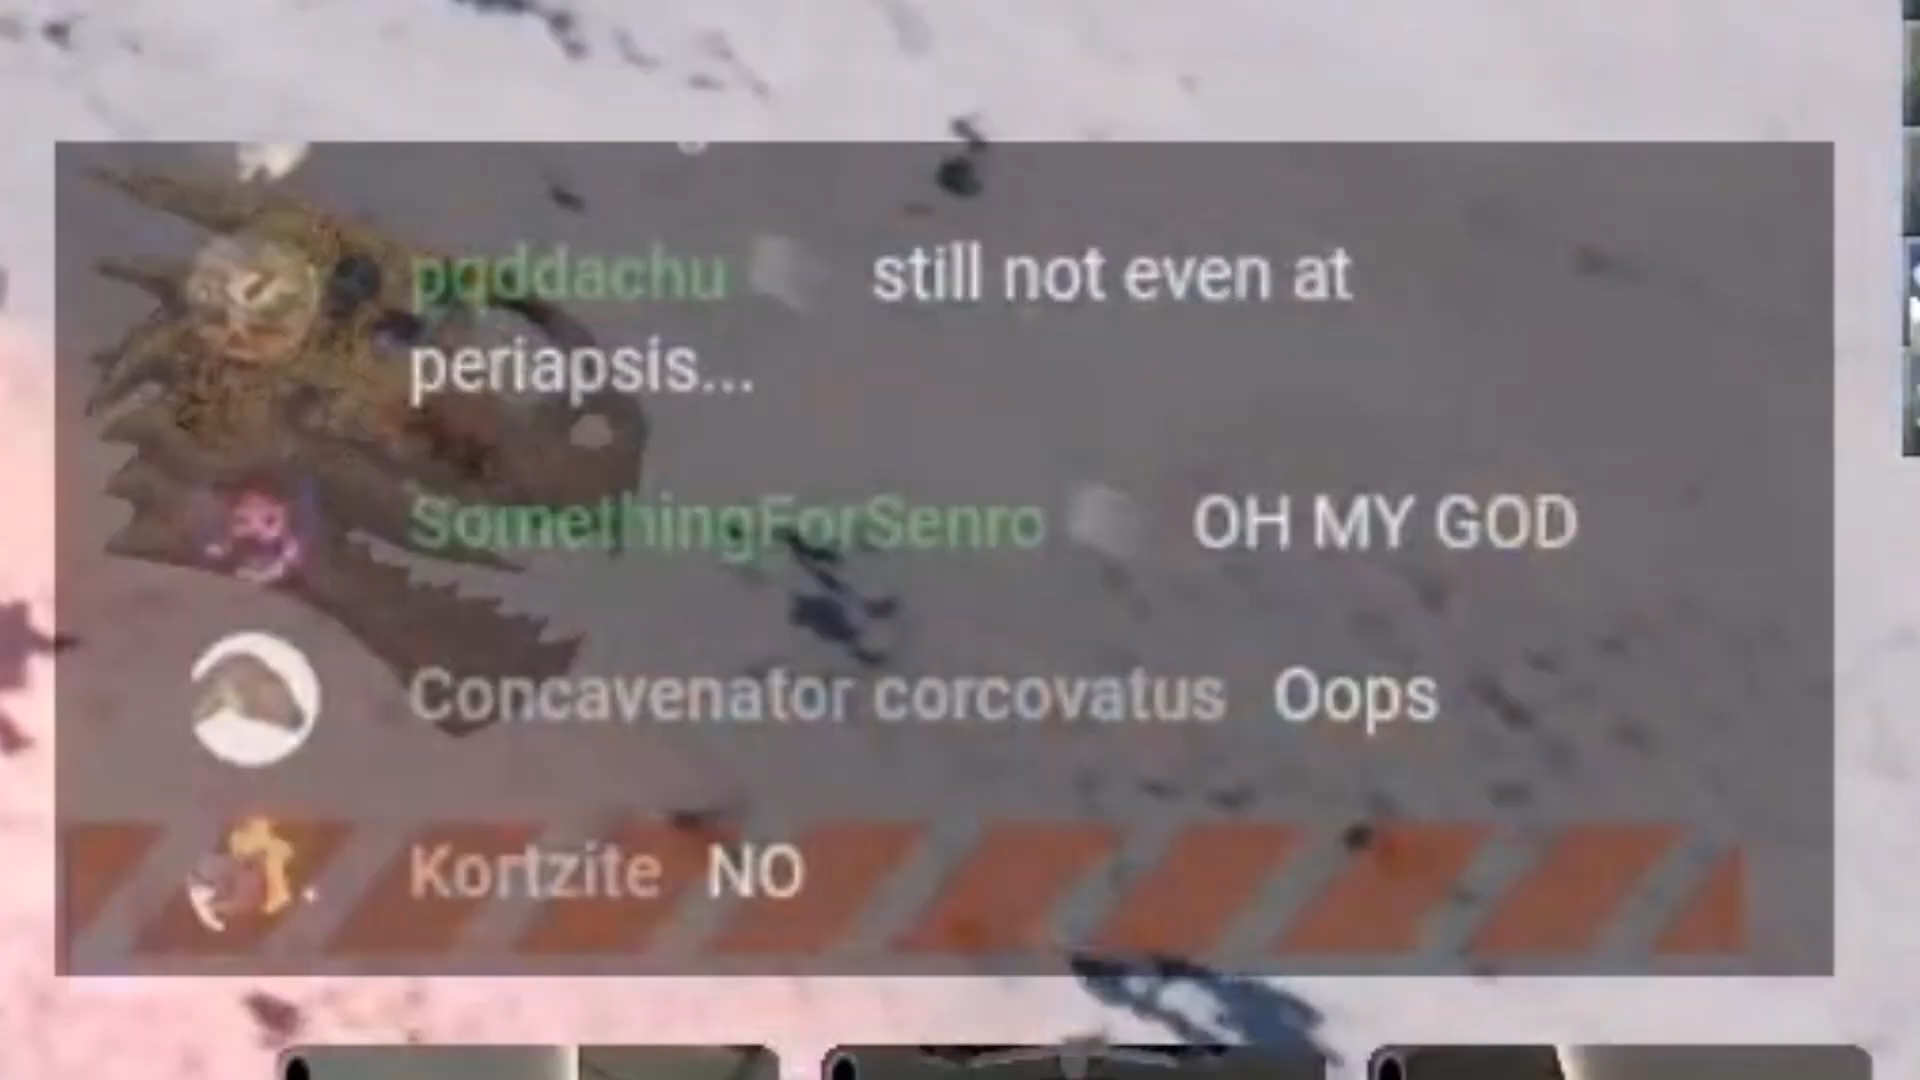 pqddachu still not even at
periapsis...
SomethingForSenro OH MY GOD
Concavenator corcovatus Oops
Kortzite NO